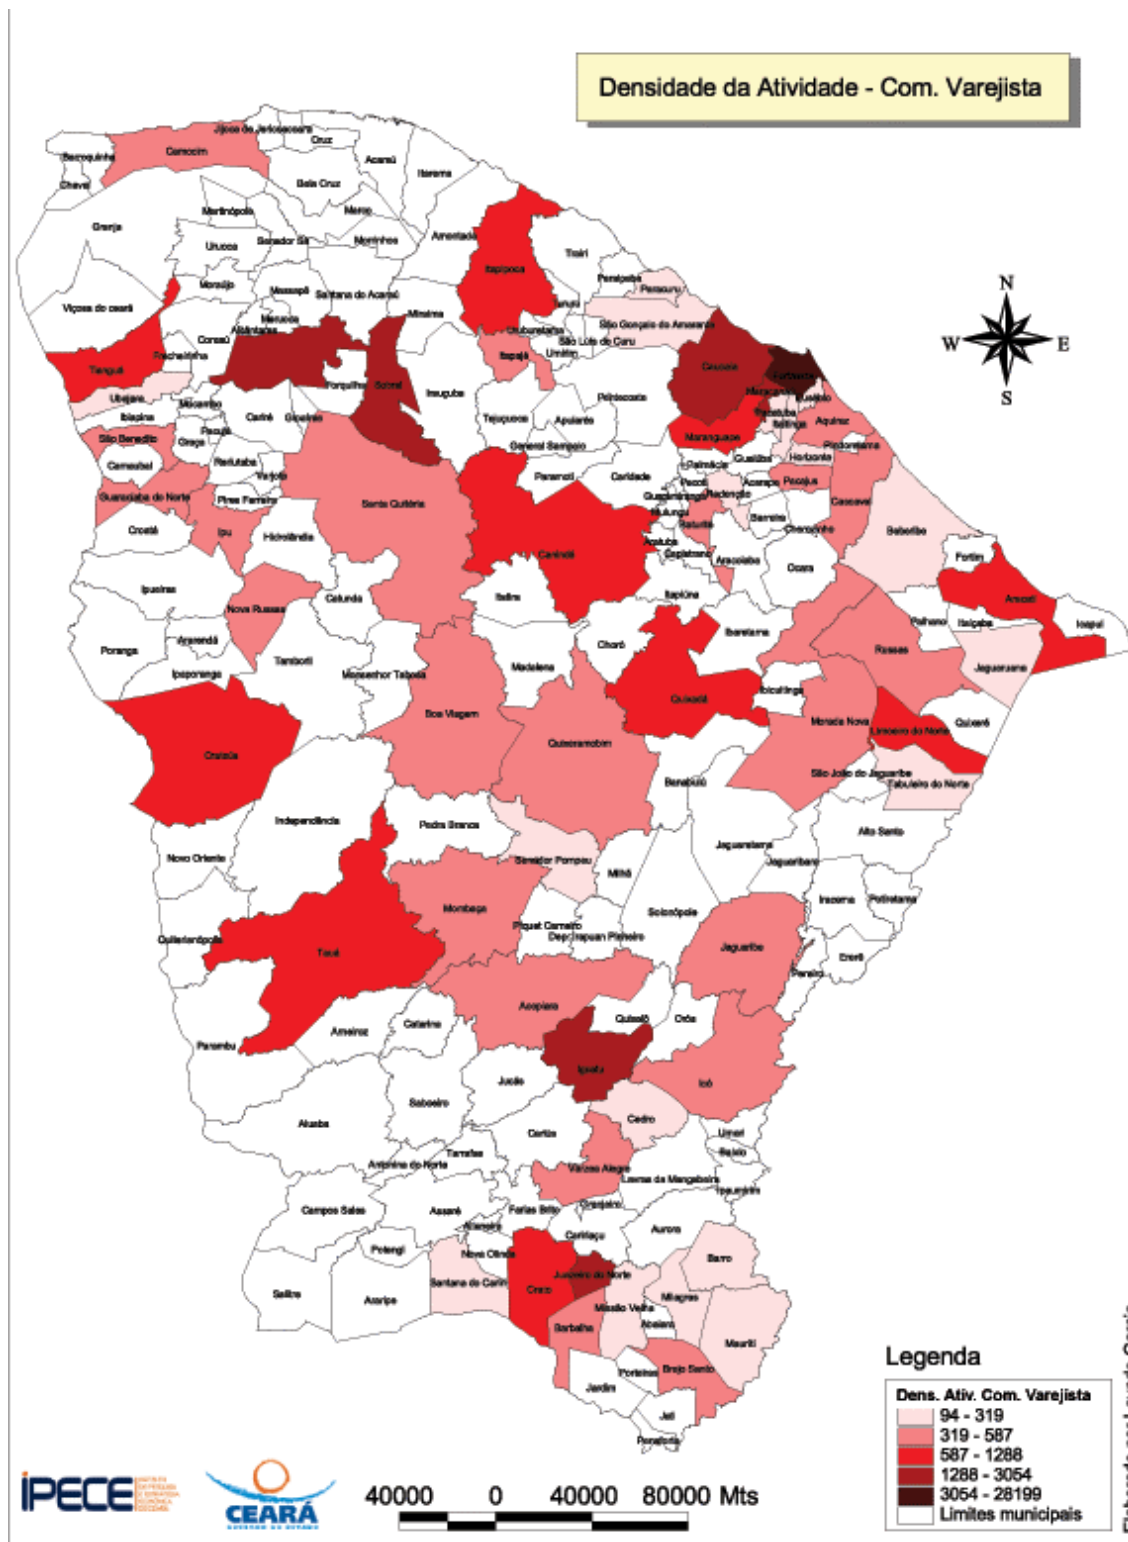 Densidade da Atividade - Com. Varejista
N
W E
S
Jijoca de Jericoacoara
Cruz
Camocim
Barroquinha
Acaraú
Itarema
Chaval
Bela Cruz
Martinópole
Marco
Granja
Amontada
Uruoca
Senador Sá
Morrinhos
Trairi
Itapipoca
Paraipaba
Paracuru
Moraújo
Massapê
Santana do Acaraú
Viçosa do ceará
Miraíma
Tururu
Meruoca
Alcântaras
Uruburetama
São Gonçalo do Amarante
Coreaú
São Luis do Curu
Frecheirinha
Umirim
Itapajé
Tianguá
Forquilha
Sobral
Irauçuba
Caucaia
Fortaleza
Maracanaú
Eusébio
Ubajara
Mucambo
Pentecoste
Ibiapina
Cariré
Groaíras
Tejuçuoca
Apuiarés
Pacatuba
Itaitinga
Aquiraz
São Benedito
Pacujá
Graça
General Sampaio
Maranguape
Pindoretama
Carnaubal
Reriutaba
Varjota
Paramoti
Caridade
Palmácia
Guaiúba
Horizonte
Guaraciaba do Norte
Pires Ferreira
Santa Quitéria
Pacoti
Acarape
Pacajus
Guaramiranga
Redenção
Cascavel
Mulungu
Croatá
Ipu
Hidrolândia
Barreira
Chorozinho
Beberibe
Baturité
Aratuba
Canindé
Capistrano
Aracoiaba
Ocara
Fortim
Ipueiras
Catunda
Itatira
Itapiúna
Aracati
Nova Russas
Palhano
Itaiçaba
Icapuí
Ararendá
Choró
Ibaretama
Poranga
Tamboril
Madalena
Russas
Jaguaruana
Ipaporanga
Monsenhor Tabosa
Quixadá
Ibicuitinga
Boa Viagem
Morada Nova
Limoeiro do Norte
Quixeré
Quixeramobim
Crateús
São João do Jaguaribe
Banabuiú
Tabuleiro do Norte
Independência
Pedra Branca
Alto Santo
Jaguaretama
Novo Oriente
Senador Pompeu
Jaguaribara
Milhã
Iracema
Potiretama
Mombaça
Solonópole
Piquet Carneiro
Dep. Irapuan Pinheiro
Quiterianópolis
Tauá
Jaguaribe
Ererê
Pereiro
Acopiara
Quixelô
Orós
Catarina
Arneiroz
Parambu
Iguatu
Icó
Jucás
Saboeiro
Cedro
Aiuaba
Cariús
Umari
Baixio
Tarrafas
Antonina do Norte
Várzea Alegre
Lavras da Mangabeira
Ipaumirim
Granjeiro
Campos Sales
Assaré
Farias Brito
Altaneira
Caririaçu
Aurora
Potengi
Nova Olinda
Barro
Juazeiro do Norte
Santana do Cariri
Crato
Salitre
Araripe
Milagres
Missão Velha
Abaiara
Barbalha
Mauriti
Porteiras
Brejo Santo
Jardim
Jati
Penaforte
Legenda
Dens. Ativ. Com. Varejista
94 - 319
319 - 587
587 - 1288
1288 - 3054
3054 - 28199
Limites municipais
IPECE
CEARÁ
GOVERNO DO ESTADO
40000 0 40000 80000 Mts